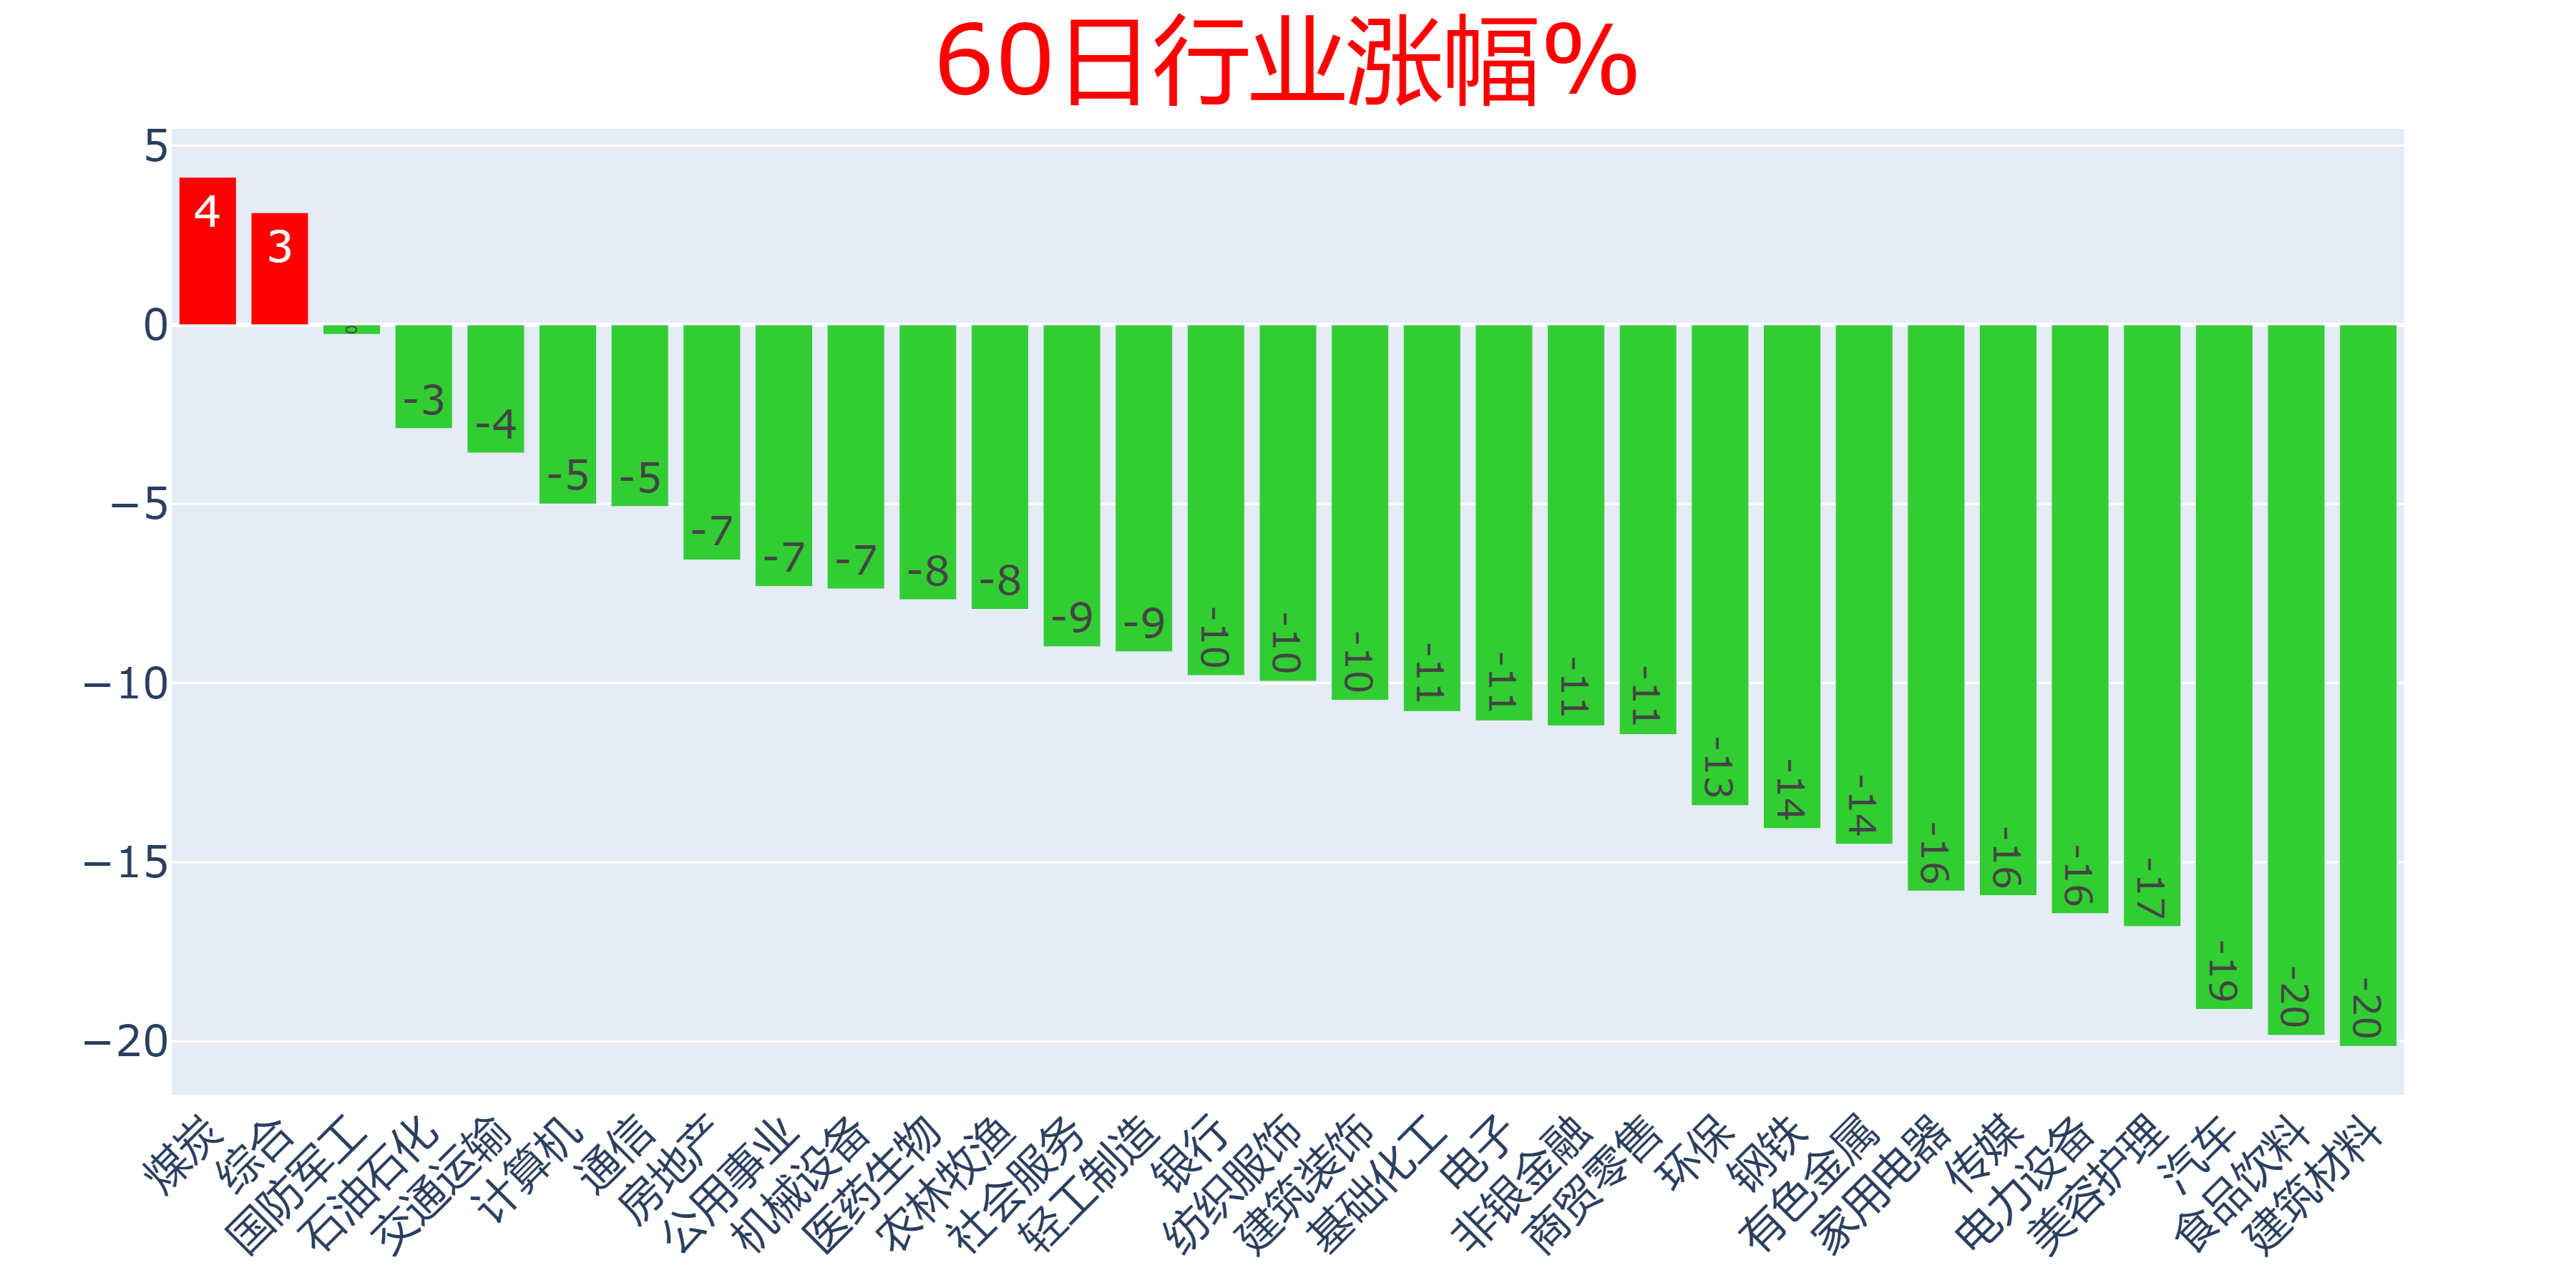 60日行业涨幅%
5
0
−5
−10
−15
−20
4
3
0
-3
-4
-5
-5
-7
-7
-7
-8
-8
-9
-9
-10
-10
-10
-11
-11
-11
-11
-13
-14
-14
-16
-16
-16
-17
-19
-20
-20
煤炭
综合
国防军工
石油石化
交通运输
计算机
通信
房地产
公用事业
机械设备
医药生物
农林牧渔
社会服务
轻工制造
银行
纺织服饰
建筑装饰
基础化工
电子
非银金融
商贸零售
环保
钢铁
有色金属
家用电器
传媒
电力设备
美容护理
汽车
食品饮料
建筑材料